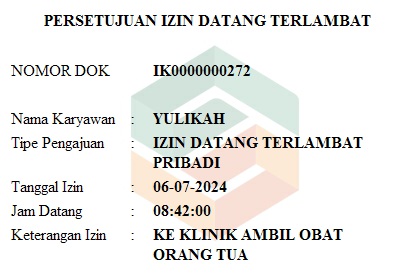 PERSETUJUAN IZIN DATANG TERLAMBAT
NOMOR DOK IK0000000272
Nama Karyawan : YULIKAH
Tipe Pengajuan : IZIN DATANG TERLAMBAT
PRIBADI
Tanggal Izin : 06-07-2024
Jam Datang : 08:42:00
Keterangan Izin : KE KLINIK AMBIL OBAT
ORANG TUA